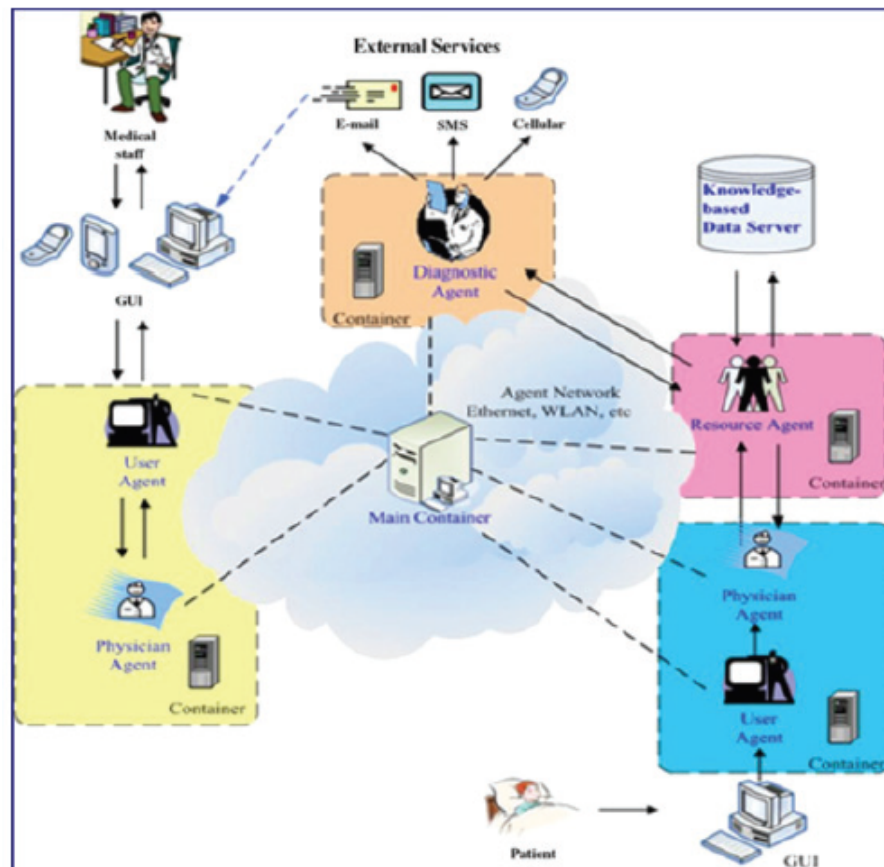 External Services
E-mail
SMS
Cellular
Medical
staff
Knowledge-
based
Data Server
Diagnostic
Agent
Container
GUI
Agent Network
Ethernet, WLAN, etc
Resource Agent
Container
User
Agent
Main Container
Physician
Agent
Container
Physician
Agent
User
Agent
Container
Patient
GUI